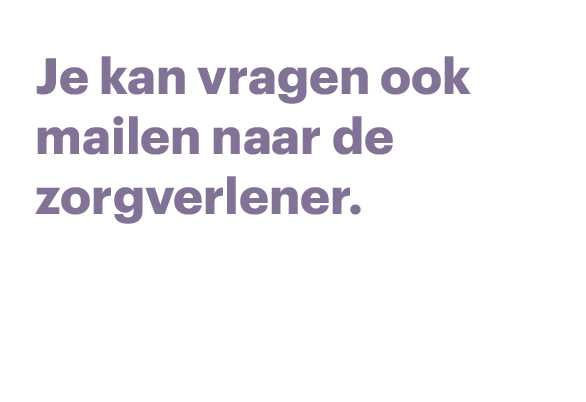 Je kan vragen ook
mailen naar de
zorgverlener.